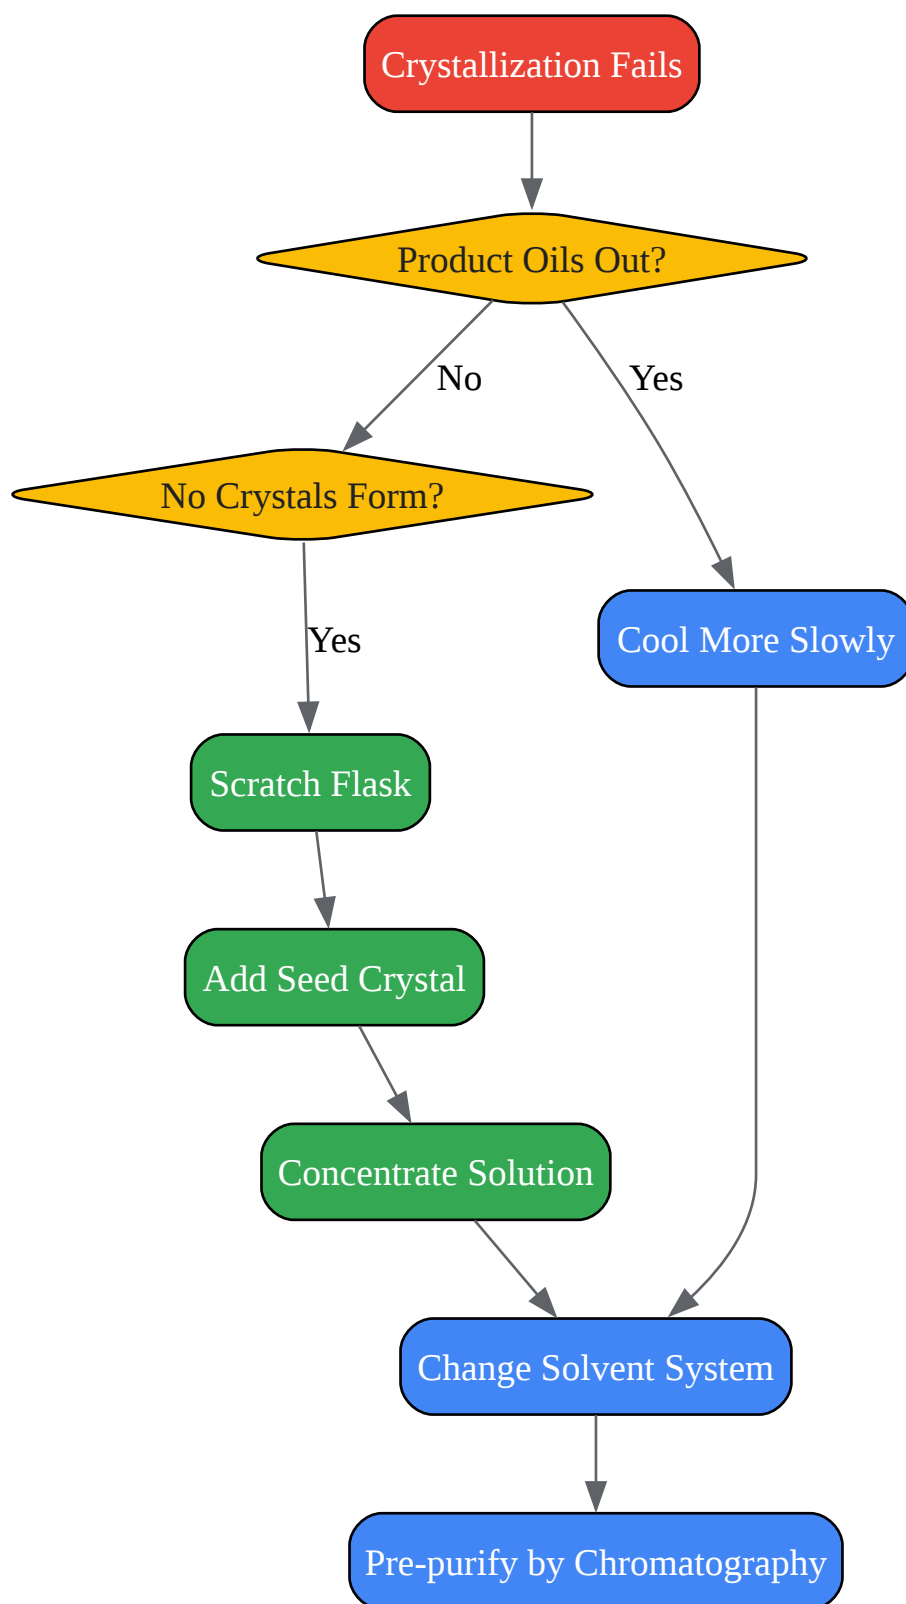 Crystallization Fails
Product Oils Out?
No
Yes
No Crystals Form?
Yes
Cool More Slowly
Scratch Flask
Add Seed Crystal
Concentrate Solution
Change Solvent System
Pre-purify by Chromatography